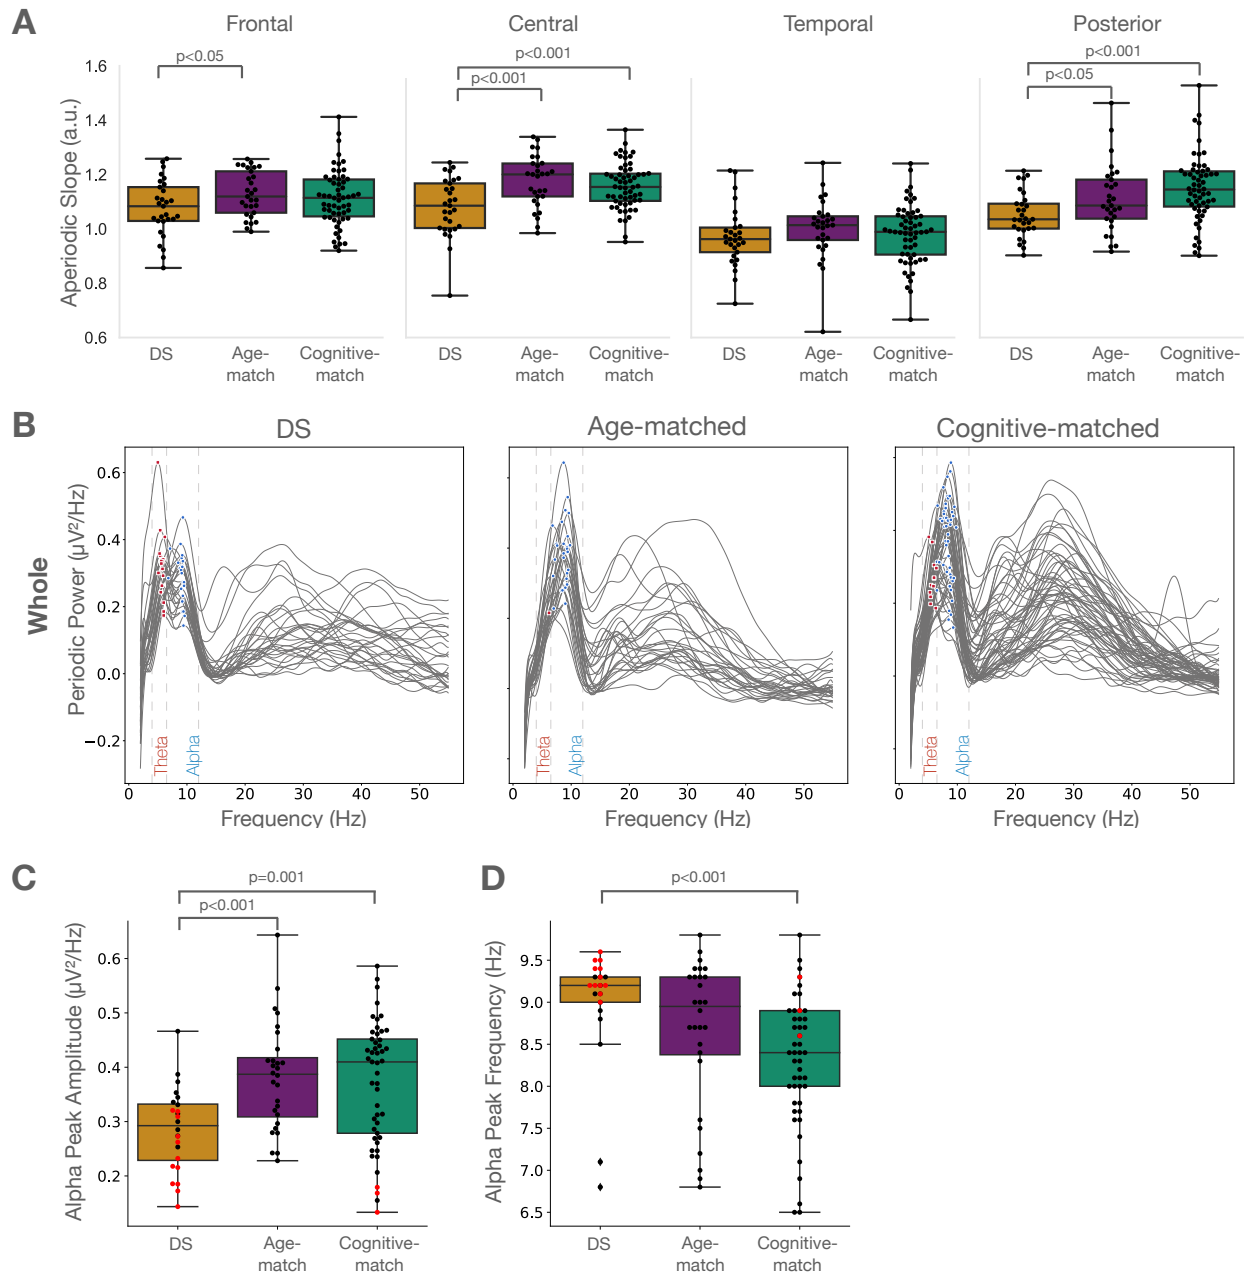 A
Frontal
Central
Temporal
Posterior
Aperiodic Slope (a.u.)
1.6
1.4
1.2
1.0
0.8
0.6
p<0.05
p<0.001
p<0.001
p<0.001
p<0.05
DS
Age-
match
Cognitive-
match
DS
Age-
match
Cognitive-
match
DS
Age-
match
Cognitive-
match
DS
Age-
match
Cognitive-
match
B
DS
Age-matched
Cognitive-matched
Whole
Periodic Power (µV²/Hz)
0.6
0.4
0.2
0.0
−0.2
Theta
Alpha
Theta
Alpha
Theta
Alpha
0 10 20 30 40 50
0 10 20 30 40 50
0 10 20 30 40 50
Frequency (Hz)
Frequency (Hz)
Frequency (Hz)
C
p=0.001
p<0.001
Alpha Peak Amplitude (µV²/Hz)
0.6
0.5
0.4
0.3
0.2
DS
Age-
match
Cognitive-
match
D
p<0.001
Alpha Peak Frequency (Hz)
9.5
9.0
8.5
8.0
7.5
7.0
6.5
DS
Age-
match
Cognitive-
match